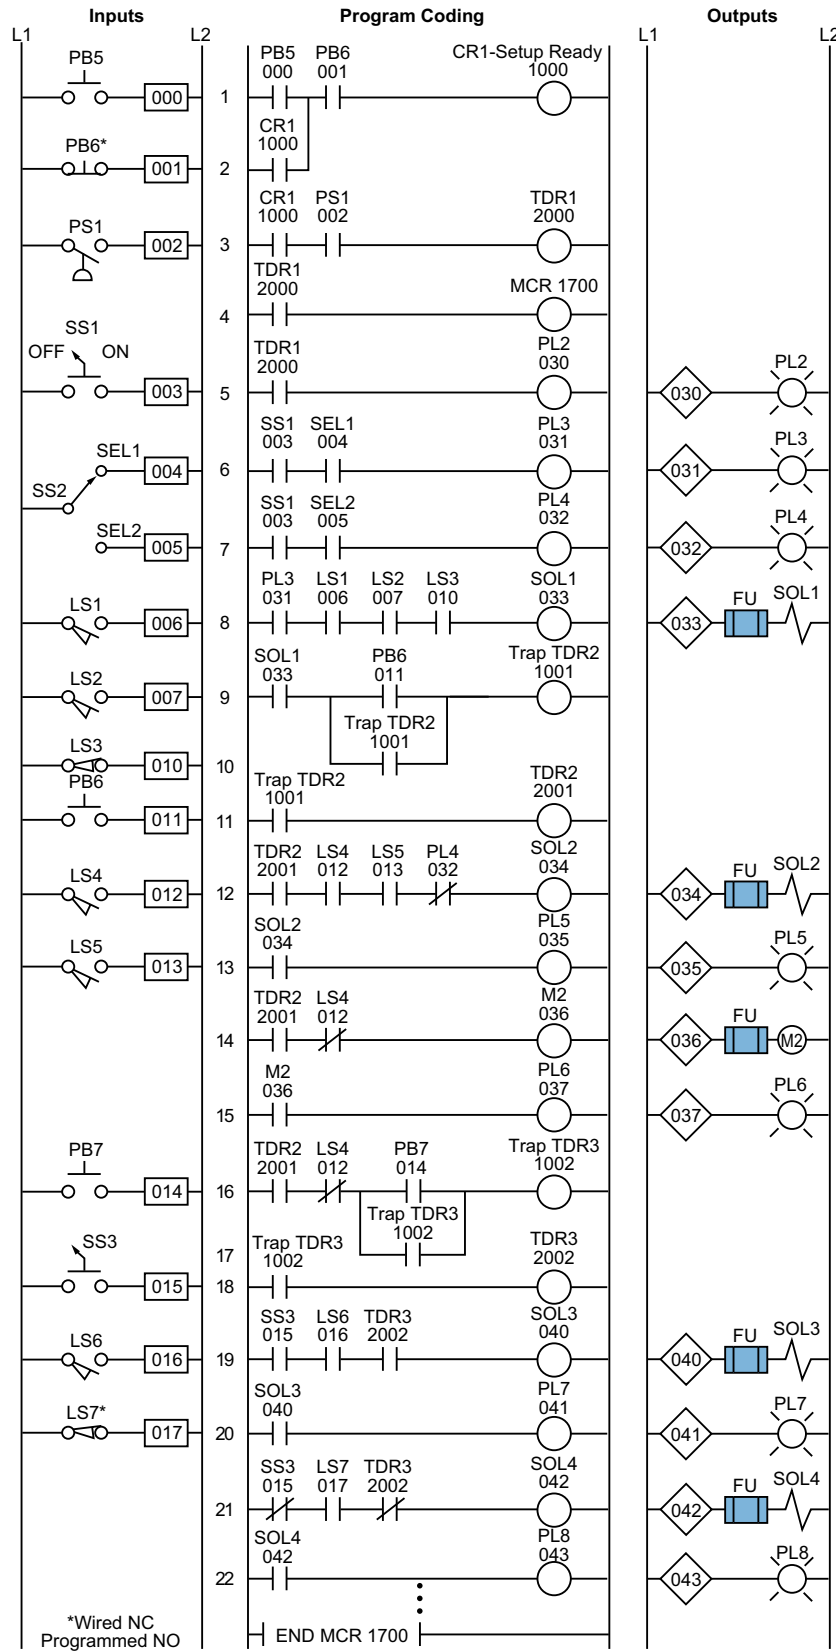 Inputs Program Coding Outputs
L1 L2 L1 L2
PB5 PB5 PB6 CR1-Setup Ready
000 001 1000
000 1
PB6* CR1
1000
001 2
PS1 CR1 PS1 TDR1
1000 002 2000
002 3
TDR1 MCR 1700
2000
4
SS1
OFF ON TDR1 PL2 PL2
2000 030
003 5 030
SEL1 SS1 SEL1 PL3 PL3
003 004 031
004 6 031
SS2
SEL2 SS1 SEL2 PL4 PL4
003 005 032
005 7 032
LS1 PL3 LS1 LS2 LS3 SOL1 FU SOL1
031 006 007 010 033
006 8 033
LS2 SOL1 PB6 Trap TDR2
033 011 1001
007 9
LS3 Trap TDR2
1001
010 10
PB6 Trap TDR2 TDR2
1001 2001
011 11
LS4 TDR2 LS4 LS5 PL4 SOL2 FU SOL2
2001 012 013 032 034
012 12 034
LS5 SOL2 PL5 PL5
034 035
013 13 035
TDR2 LS4 M2 FU
2001 012 036
14 036 M2
M2 PL6 PL6
036 037
15 037
PB7 TDR2 LS4 PB7 Trap TDR3
2001 012 014 1002
014 16
Trap TDR3
1002
17
SS3 Trap TDR3 TDR3
1002 2002
015 18
LS6 SS3 LS6 TDR3 SOL3 FU SOL3
015 016 2002 040
016 19 040
LS7* SOL3 PL7 PL7
040 041
017 20 041
SS3 LS7 TDR3 SOL4 FU SOL4
015 017 2002 042
21 042
SOL4 PL8 PL8
042 043
22 043
*Wired NC
Programmed NO
END MCR 1700